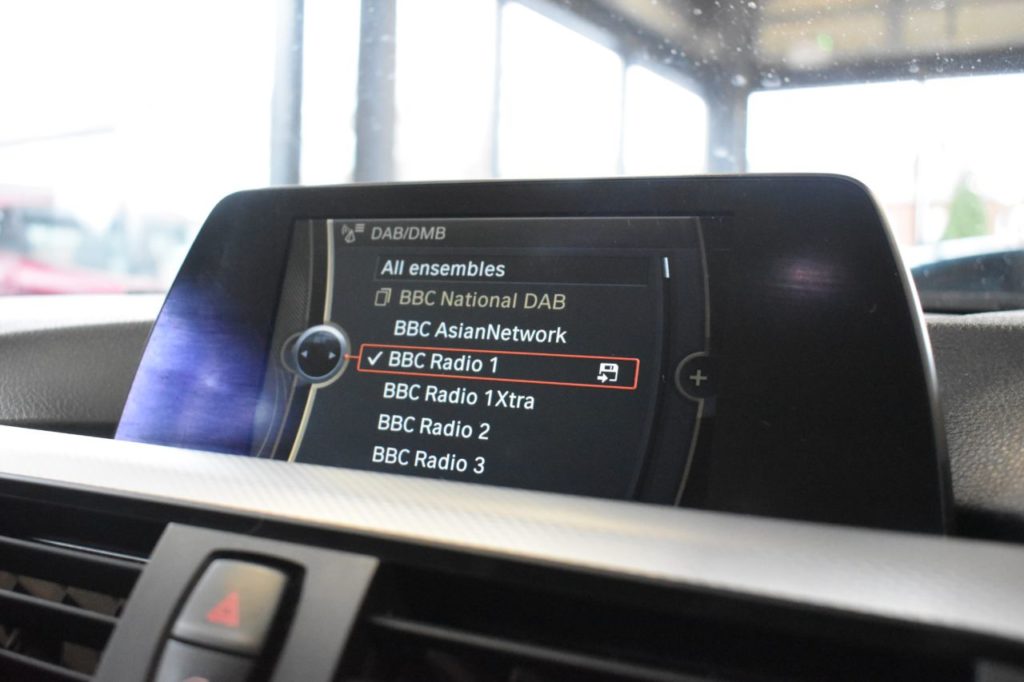 DAB/DMB
All ensembles
BBC National DAB
BBC AsianNetwork
BBC Radio 1
BBC Radio 1Xtra
BBC Radio 2
BBC Radio 3